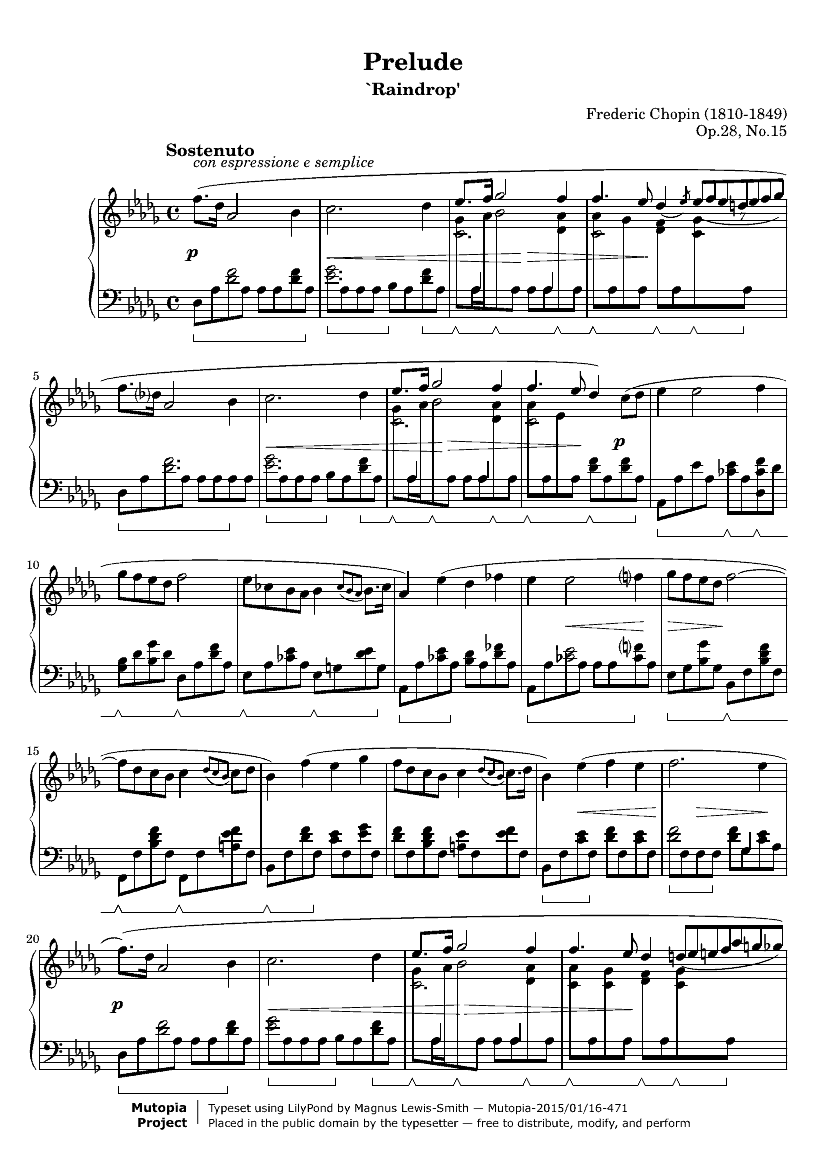 Prelude
`Raindrop'
Frederic Chopin (1810-1849)
Op.28, No.15
Sostenuto
con espressione e semplice
p
5
p
10
15
20
p
Mutopia Project
Typeset using LilyPond by Magnus Lewis-Smith — Mutopia-2015/01/16-471
Placed in the public domain by the typesetter — free to distribute, modify, and perform